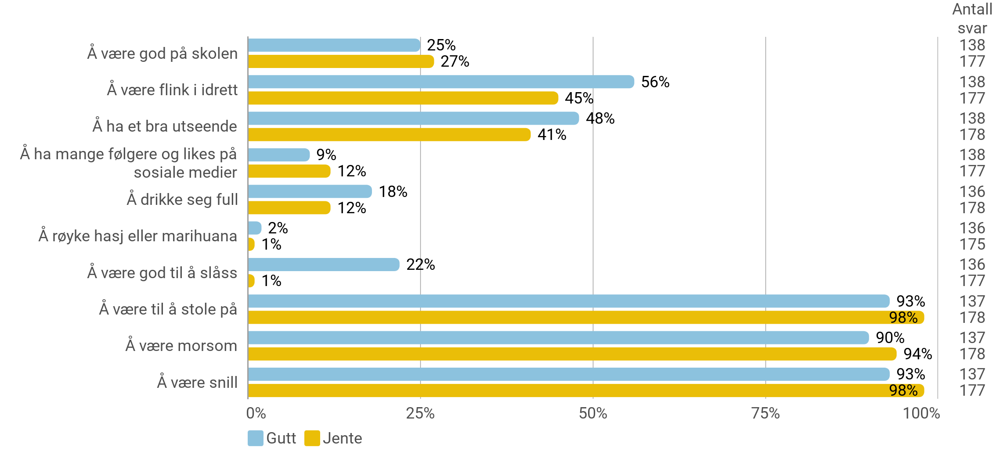 Antall
svar
Å være god på skolen
25%
138
27%
177
Å være flink i idrett
56%
138
45%
177
Å ha et bra utseende
48%
138
41%
178
Å ha mange følgere og likes på
sosiale medier
9%
138
12%
177
Å drikke seg full
18%
136
12%
178
Å røyke hasj eller marihuana
2%
136
1%
175
Å være god til å slåss
22%
136
1%
177
Å være til å stole på
93%
137
98%
178
Å være morsom
90%
137
94%
178
Å være snill
93%
137
98%
177
0% 25% 50% 75% 100%
Gutt Jente